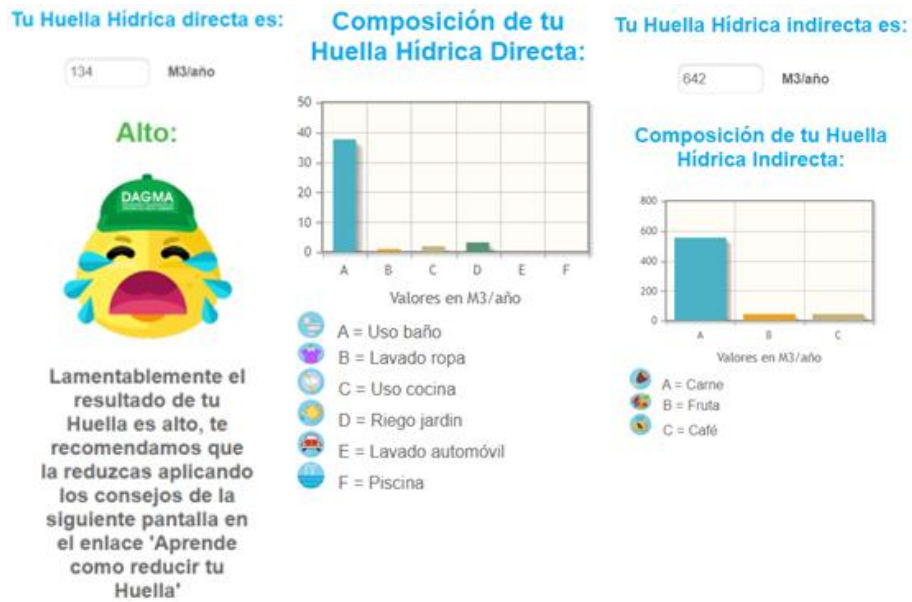 Tu Huella Hídrica directa es:
134 M3/año
Alto:
DAGMA
Lamentablemente el
resultado de tu
Huella es alto, te
recomendamos que
la reduzcas aplicando
los consejos de la
siguiente pantalla en
el enlace 'Aprende
como reducir tu
Huella'
Composición de tu
Huella Hídrica Directa:
50
40
30
20
10
0
A B C D E F
Valores en M3/año
A = Uso baño
B = Lavado ropa
C = Uso cocina
D = Riego jardin
E = Lavado automóvil
F = Piscina
Tu Huella Hídrica indirecta es:
642 M3/año
Composición de tu Huella
Hídrica Indirecta:
800
600
400
200
0
A B C
Valores en M3/año
A = Carne
B = Fruta
C = Café